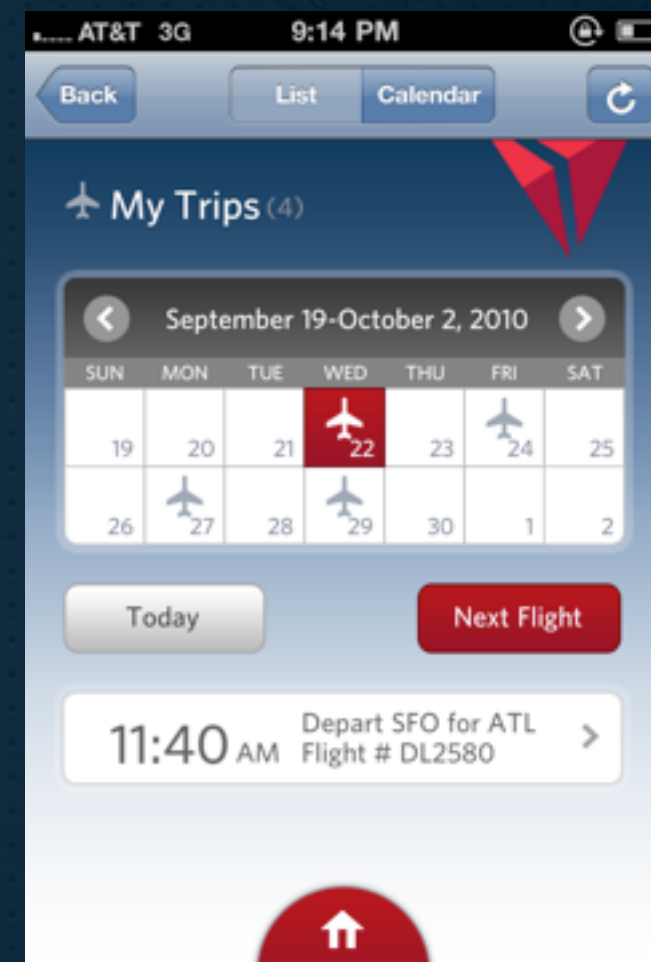 AT&T 3G 9:14 PM
Back List Calendar
My Trips (4)
September 19-October 2, 2010
SUN MON TUE WED THU FRI SAT
19 20 21 22 23 24 25
26 27 28 29 30 1 2
Today Next Flight
11:40 AM
Depart SFO for ATL
Flight # DL2580